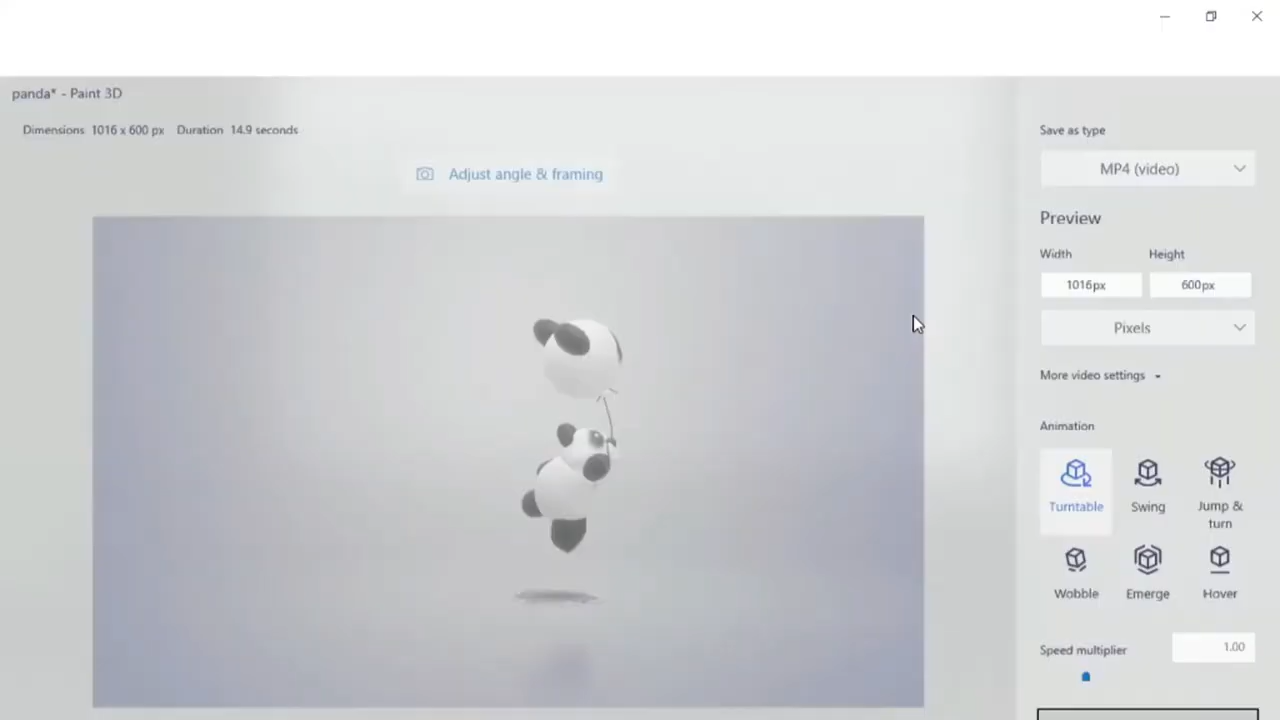 panda* - Paint 3D
Dimensions 1016 x 600 px Duration 14.9 seconds
Adjust angle & framing
Save as type
MP4 (video)
Preview
Width Height
1016px 600px
Pixels
More video settings
Animation
Turntable Swing Jump &
turn
Wobble Emerge Hover
Speed multiplier 1.00